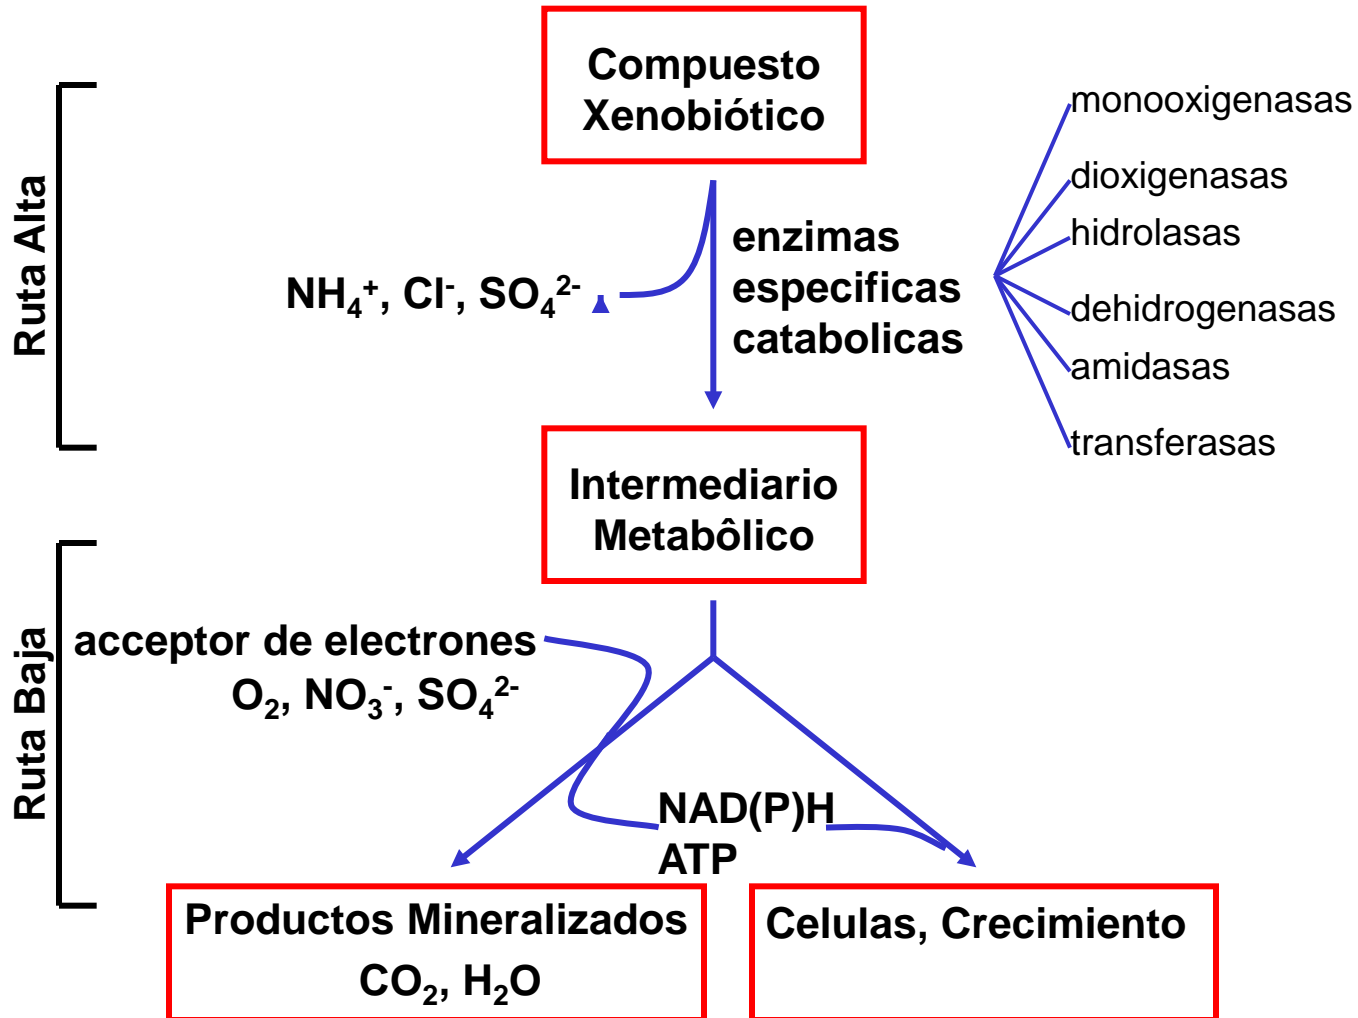 Compuesto
Xenobiótico
monooxigenasas
dioxigenasas
hidrolasas
dehidrogenasas
amidasas
transferasas
Ruta Alta
enzimas
especificas
catabolicas
NH₄⁺, Cl⁻, SO₄²⁻
Intermediario
Metabôlico
Ruta Baja
acceptor de electrones
O₂, NO₃⁻, SO₄²⁻
NAD(P)H
ATP
Productos Mineralizados
CO₂, H₂O
Celulas, Crecimiento